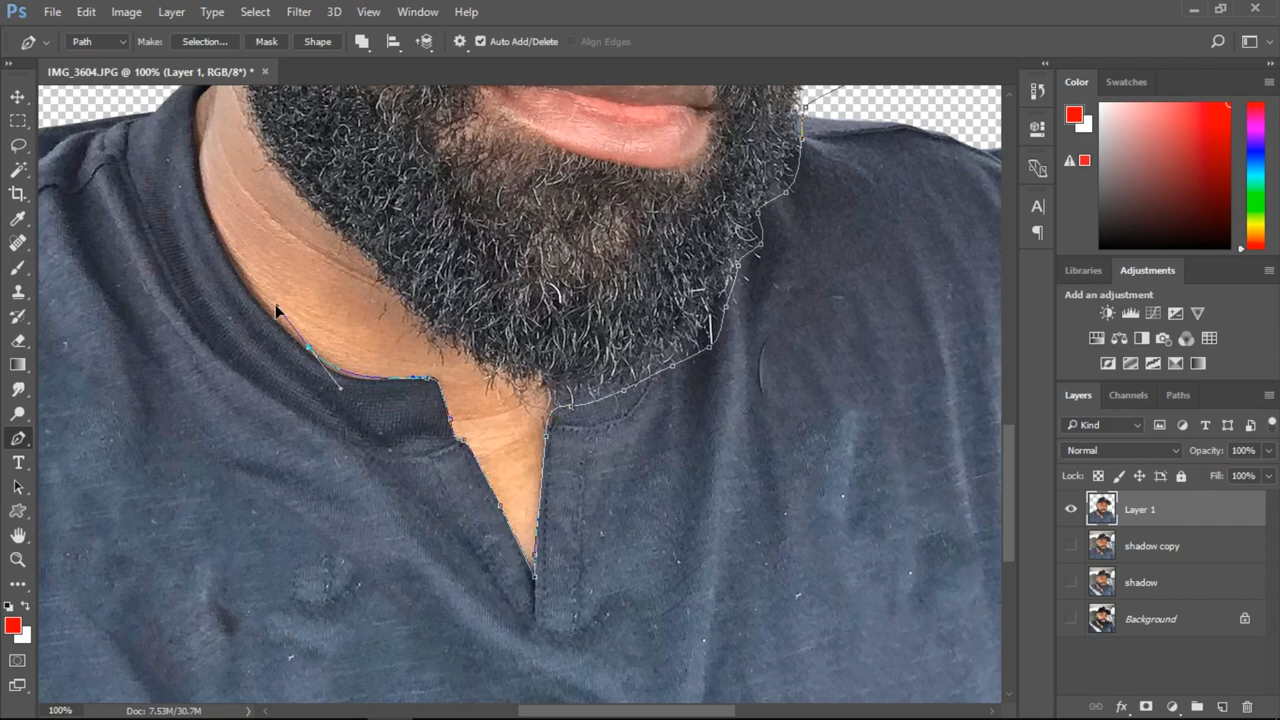 Ps File Edit Image Layer Type Select Filter 3D View Window Help
Path Make: Selection... Mask Shape Auto Add/Delete Align Edges
IMG_3604.JPG @ 100% (Layer 1, RGB/8*) * ×
Color Swatches
Libraries Adjustments
Add an adjustment
Layers Channels Paths
Kind
Normal Opacity: 100%
Lock: Fill: 100%
Layer 1
shadow copy
shadow
Background
100% Doc: 7.53M/30.7M